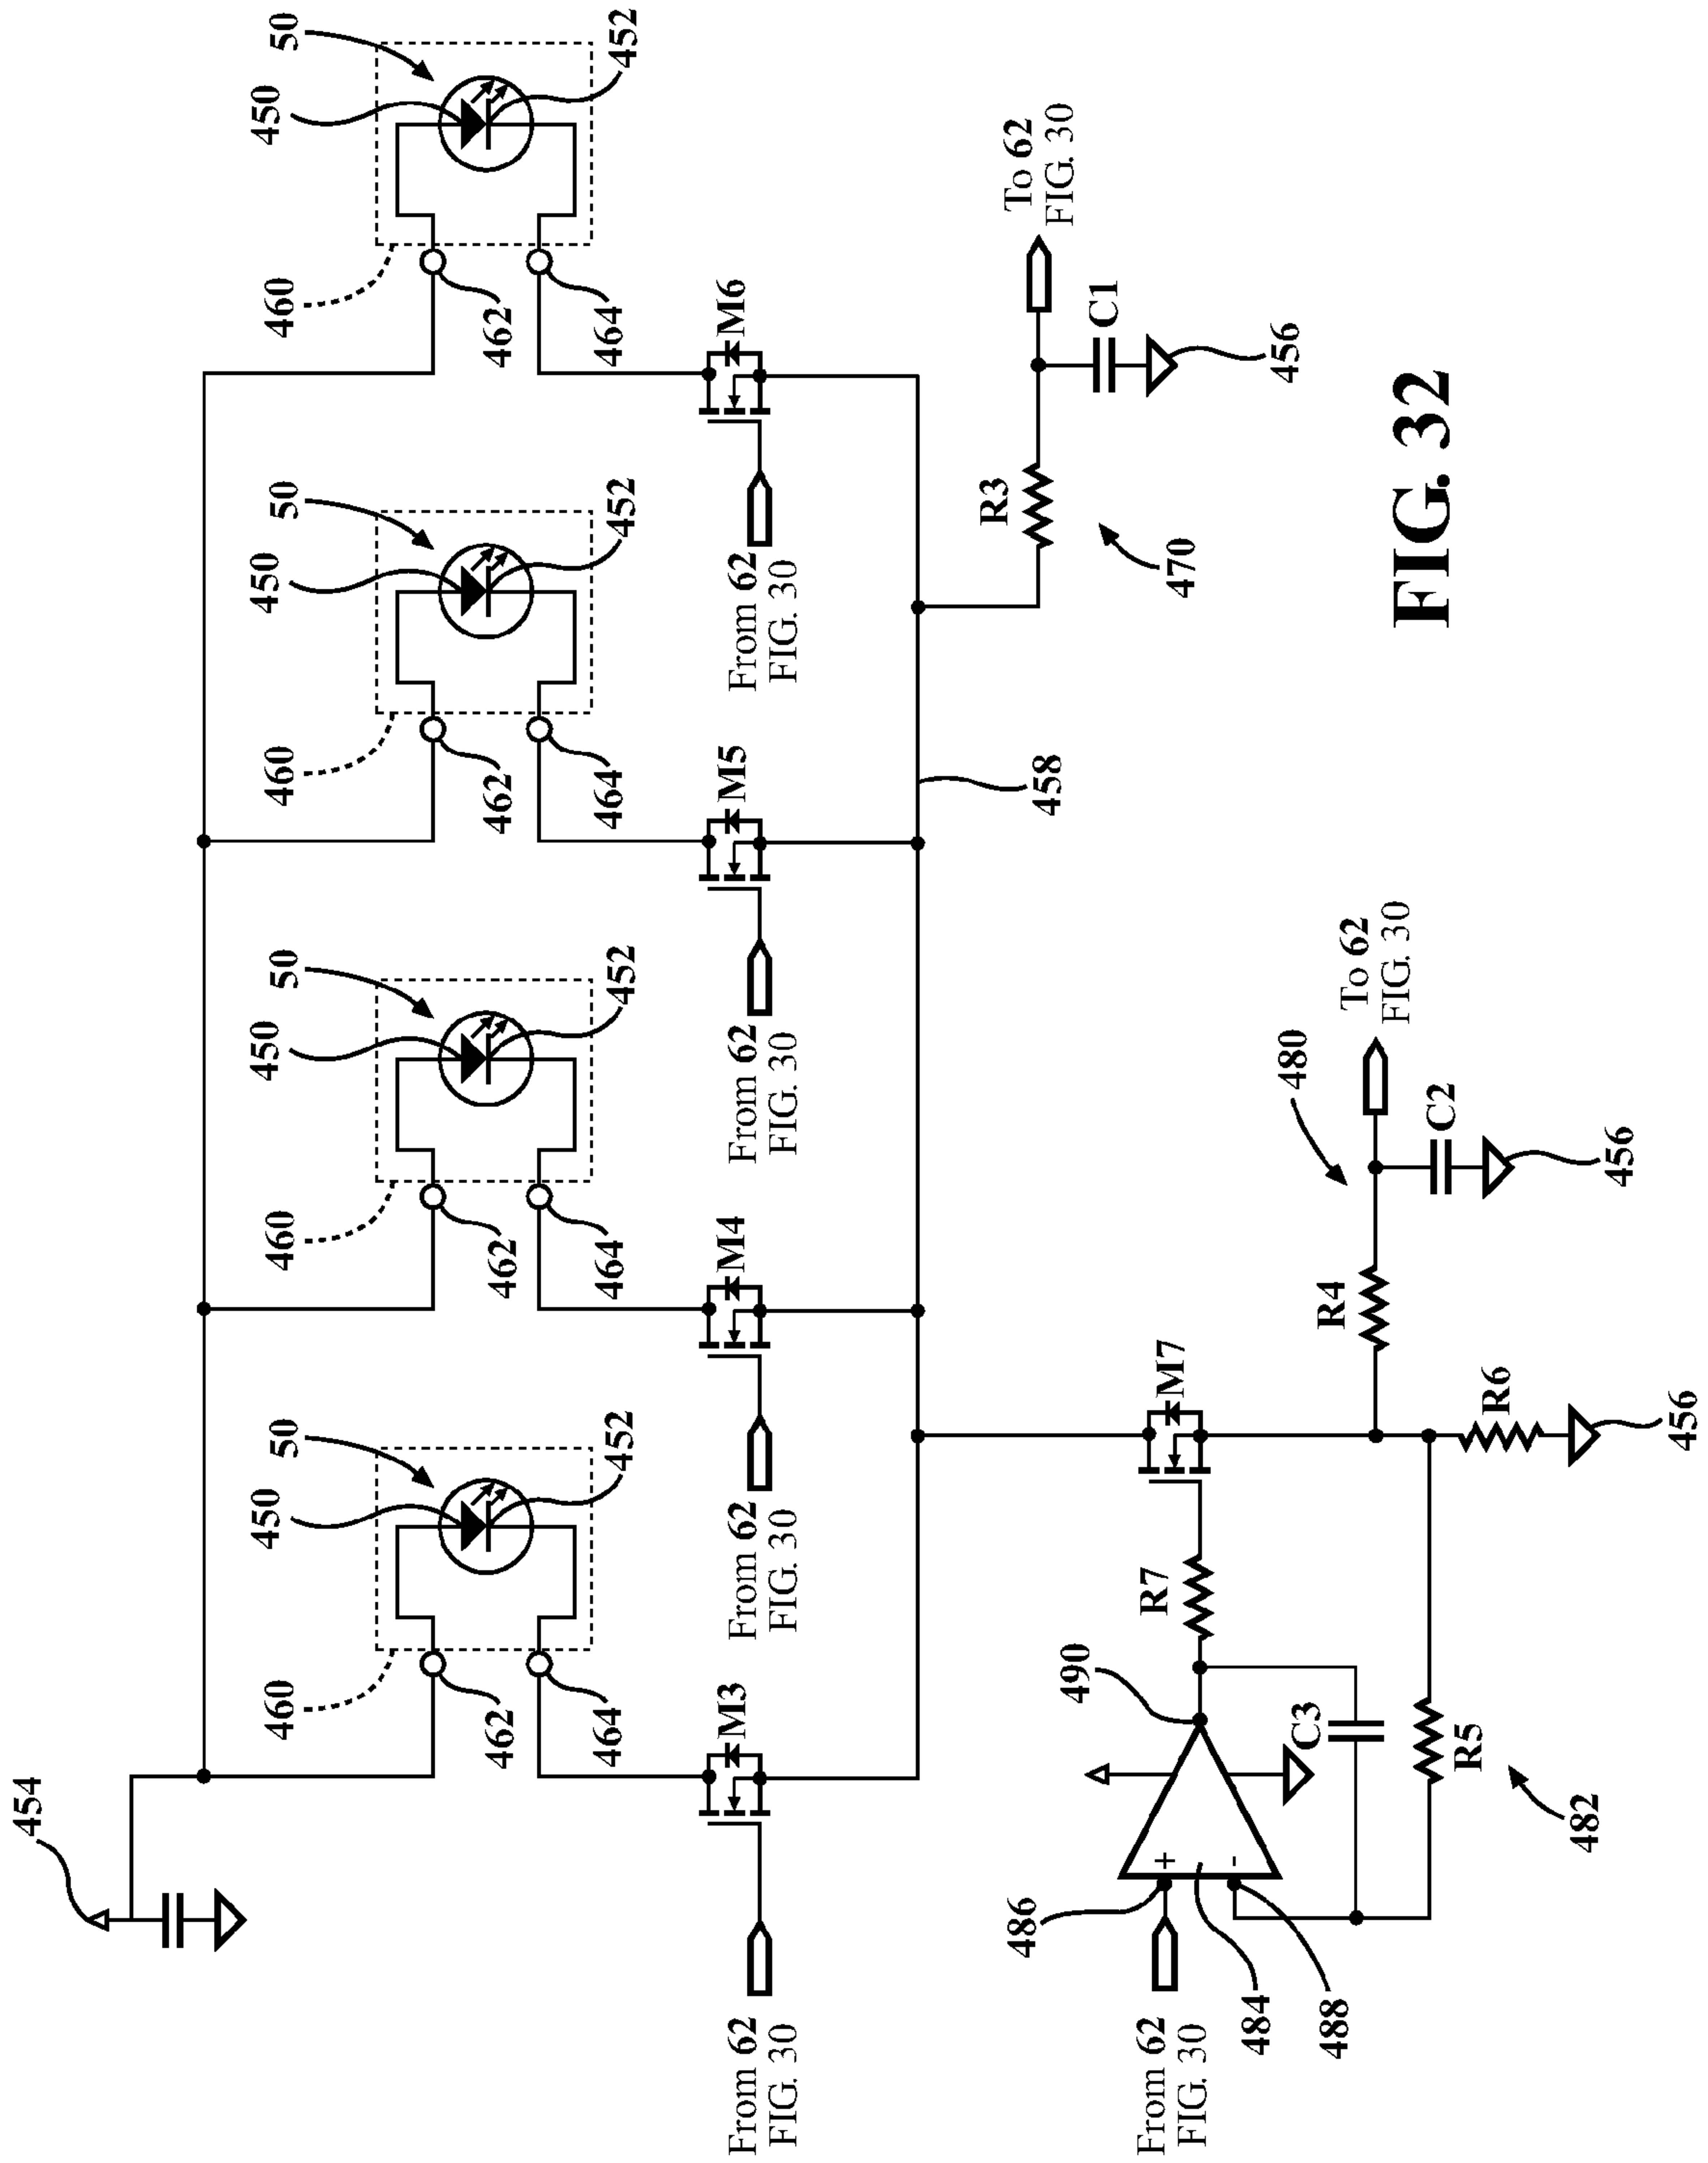 454
460 450 50
460 450 50
460 450 50
460 450 50
462 462 462 462
464 452
464 452
464 452
464 452
From 62
FIG. 30
M3
From 62
FIG. 30
M4
From 62
FIG. 30
M5
From 62
FIG. 30
M6
458
R3
To 62
FIG. 30
C1
470
456
486
490
From 62
FIG. 30
+
-
484
488
R7
M7
C3
480
R4
To 62
FIG. 30
C2
R5
R6
482
456
456
FIG. 32